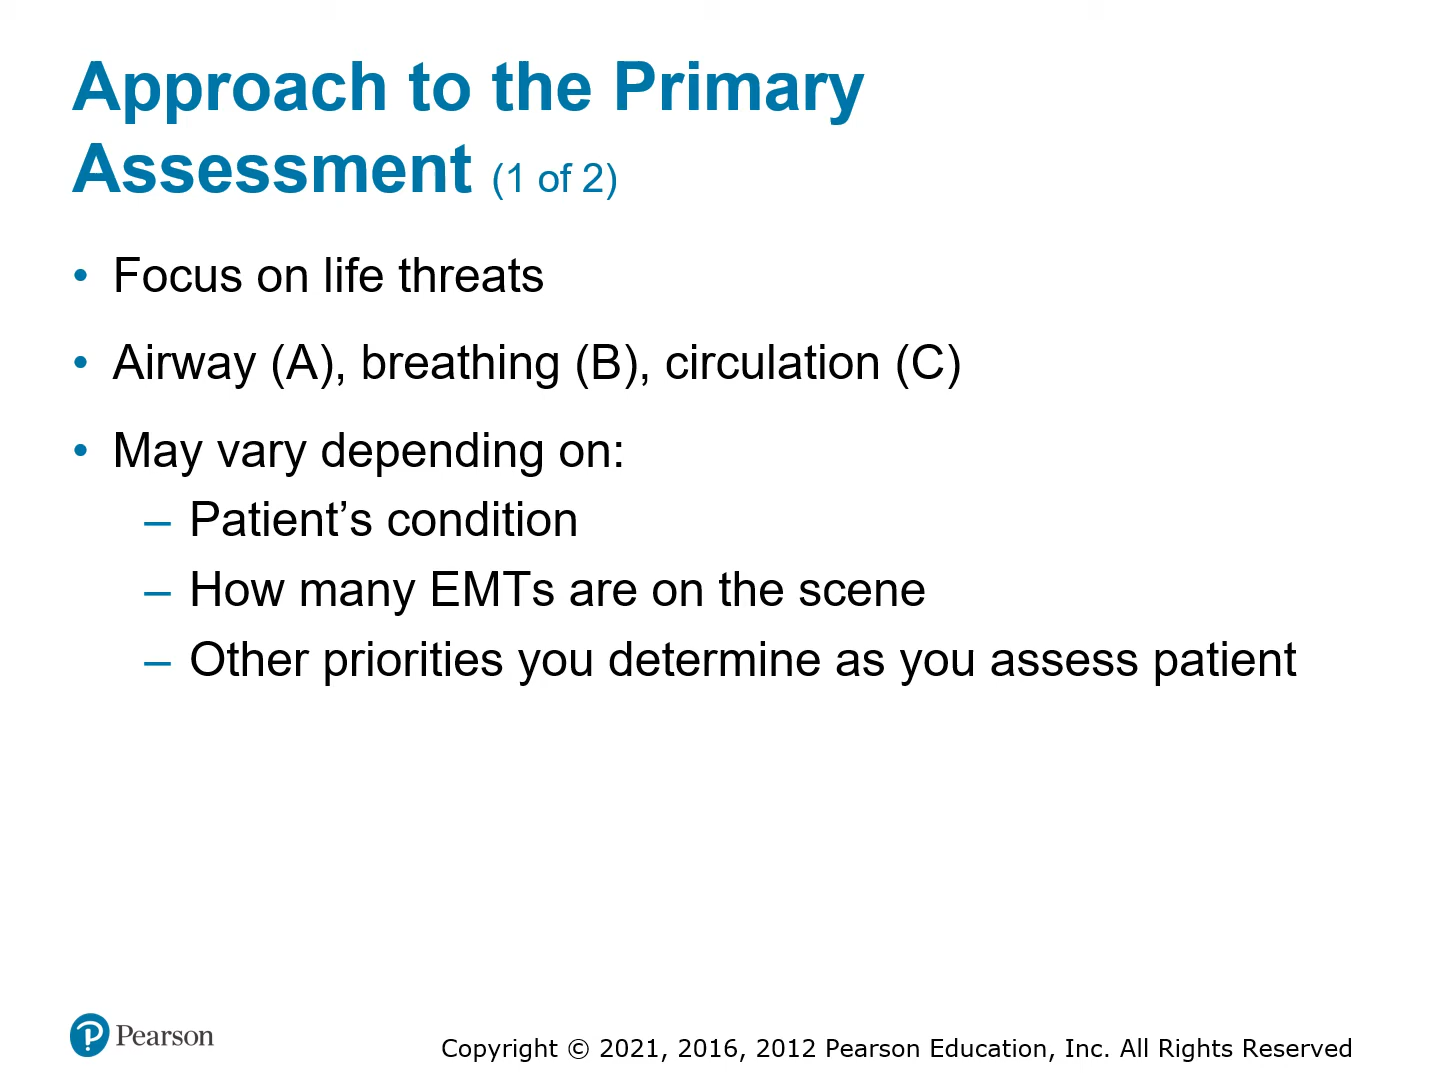 Approach to the Primary
Assessment (1 of 2)
• Focus on life threats
• Airway (A), breathing (B), circulation (C)
• May vary depending on:
– Patient’s condition
– How many EMTs are on the scene
– Other priorities you determine as you assess patient
Pearson
Copyright © 2021, 2016, 2012 Pearson Education, Inc. All Rights Reserved